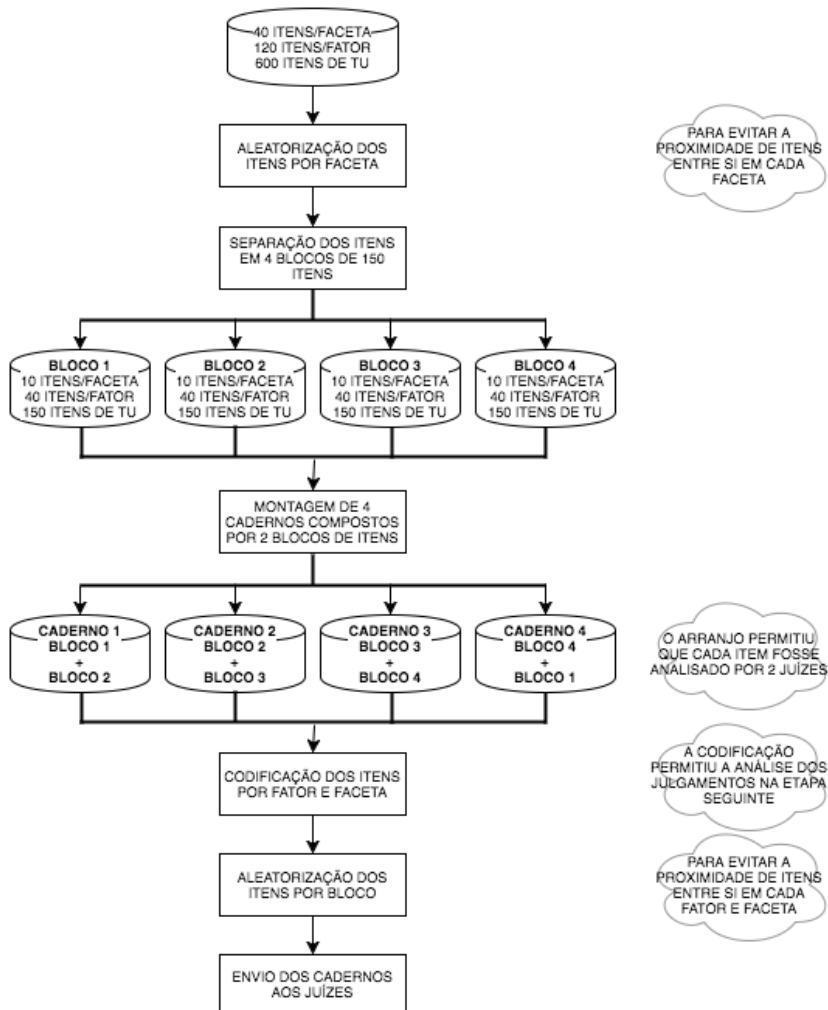 40 ITENS/FACETA
120 ITENS/FATOR
600 ITENS DE TU
ALEATORIZAÇÃO DOS
ITENS POR FACETA
PARA EVITAR A
PROXIMIDADE DE ITENS
ENTRE SI EM CADA
FACETA
SEPARAÇÃO DOS ITENS
EM 4 BLOCOS DE 150
ITENS
BLOCO 1
10 ITENS/FACETA
40 ITENS/FATOR
150 ITENS DE TU
BLOCO 2
10 ITENS/FACETA
40 ITENS/FATOR
150 ITENS DE TU
BLOCO 3
10 ITENS/FACETA
40 ITENS/FATOR
150 ITENS DE TU
BLOCO 4
10 ITENS/FACETA
40 ITENS/FATOR
150 ITENS DE TU
MONTAGEM DE 4
CADERNOS COMPOSTOS
POR 2 BLOCOS DE ITENS
CADERNO 1
BLOCO 1
+
BLOCO 2
CADERNO 2
BLOCO 2
+
BLOCO 3
CADERNO 3
BLOCO 3
+
BLOCO 4
CADERNO 4
BLOCO 4
+
BLOCO 1
O ARRANJO PERMITIU
QUE CADA ITEM FOSSE
ANALISADO POR 2 JUÍZES
CODIFICAÇÃO DOS ITENS
POR FATOR E FACETA
A CODIFICAÇÃO
PERMITIU A ANÁLISE DOS
JULGAMENTOS NA ETAPA
SEGUINTE
ALEATORIZAÇÃO DOS
ITENS POR BLOCO
PARA EVITAR A
PROXIMIDADE DE ITENS
ENTRE SI EM CADA
FATOR E FACETA
ENVIO DOS CADERNOS
AOS JUÍZES